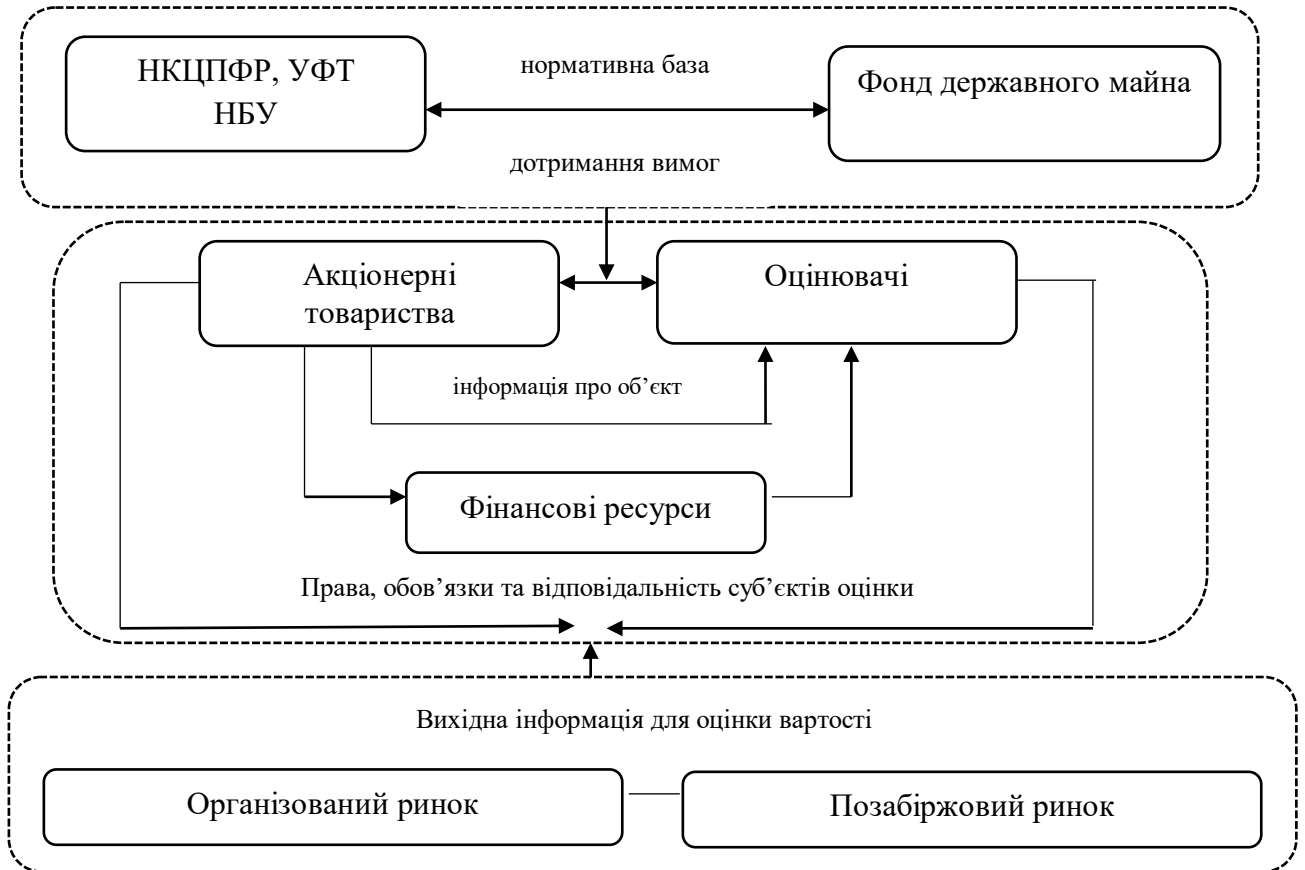 НКЦПФР, УФТ
НБУ
нормативна база
Фонд державного майна
дотримання вимог
Акціонерні
товариства
Оцінювачі
інформація про об’єкт
Фінансові ресурси
Права, обов’язки та відповідальність суб’єктів оцінки
Вихідна інформація для оцінки вартості
Організований ринок
Позабіржовий ринок